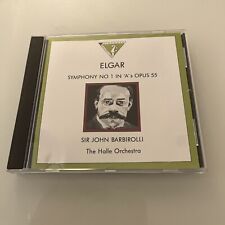 ELGAR
SYMPHONY NO 1 IN 'A's OPUS 55
SIR JOHN BARBIROLLI
The Halle Orchestra